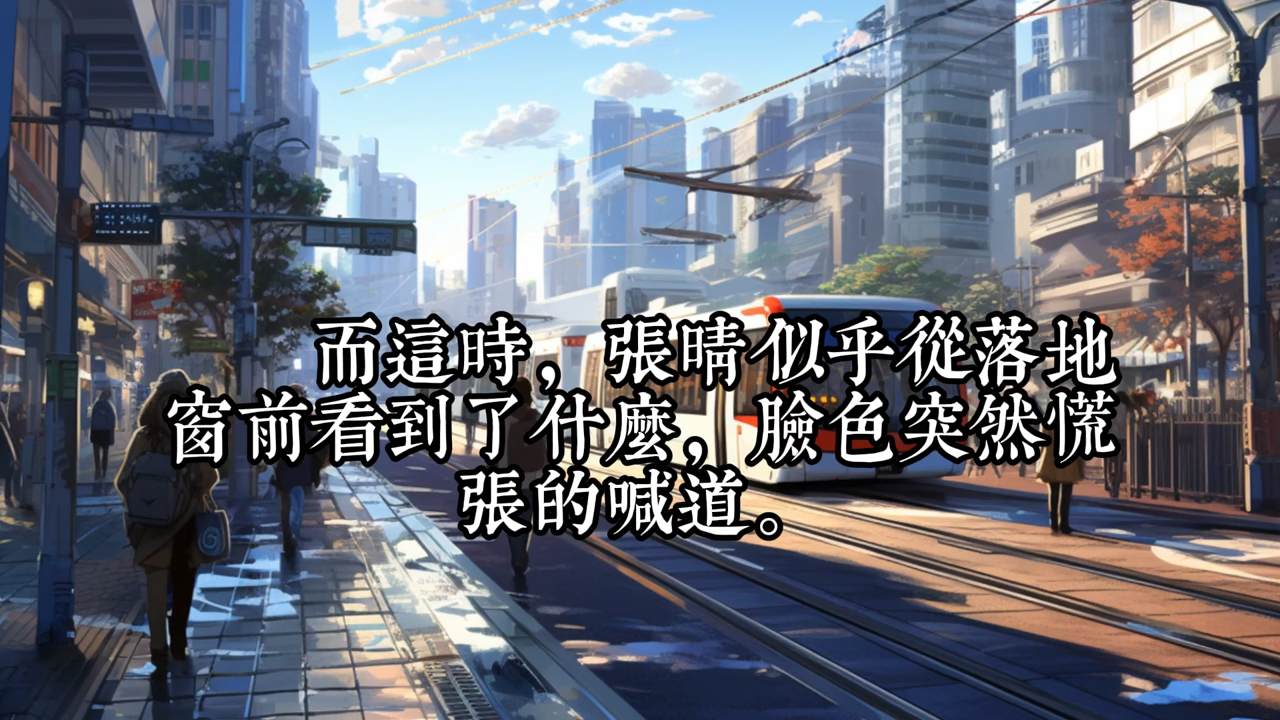 而這時，張晴似乎從落地
窗前看到了什麼，臉色突然慌
張的喊道。